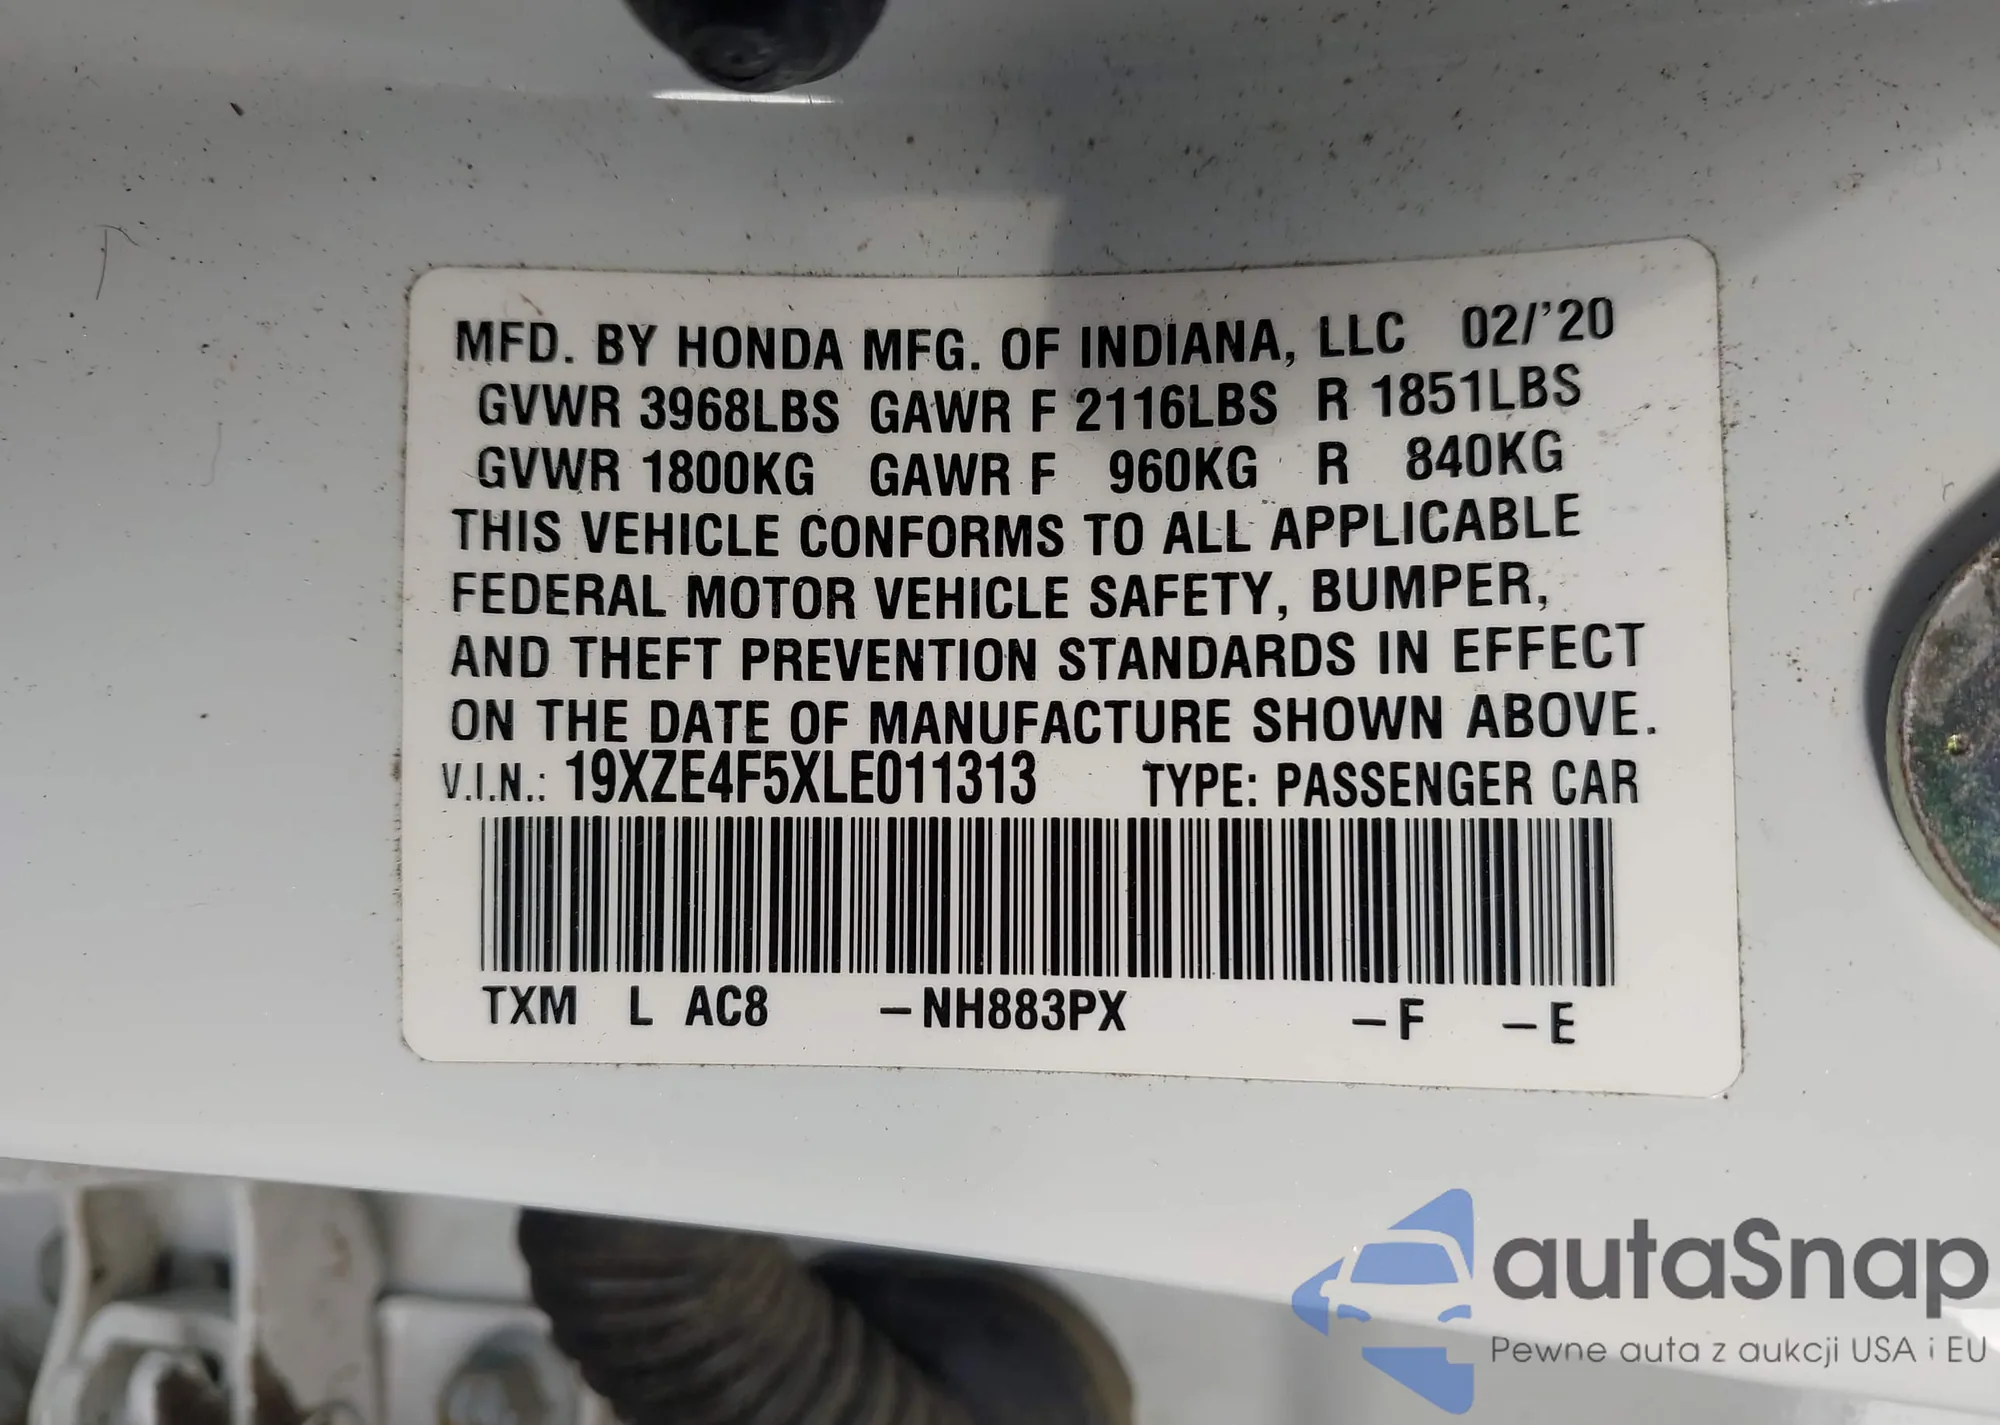 MFD. BY HONDA MFG. OF INDIANA, LLC 02/'20
GVWR 3968LBS GAWR F 2116LBS R 1851LBS
GVWR 1800KG GAWR F 960KG R 840KG
THIS VEHICLE CONFORMS TO ALL APPLICABLE
FEDERAL MOTOR VEHICLE SAFETY, BUMPER,
AND THEFT PREVENTION STANDARDS IN EFFECT
ON THE DATE OF MANUFACTURE SHOWN ABOVE.
V.I.N.: 19XZE4F5XLE011313 TYPE: PASSENGER CAR
TXM L AC8 –NH883PX –F –E
autaSnap
Pewne auta z aukcji USA i EU